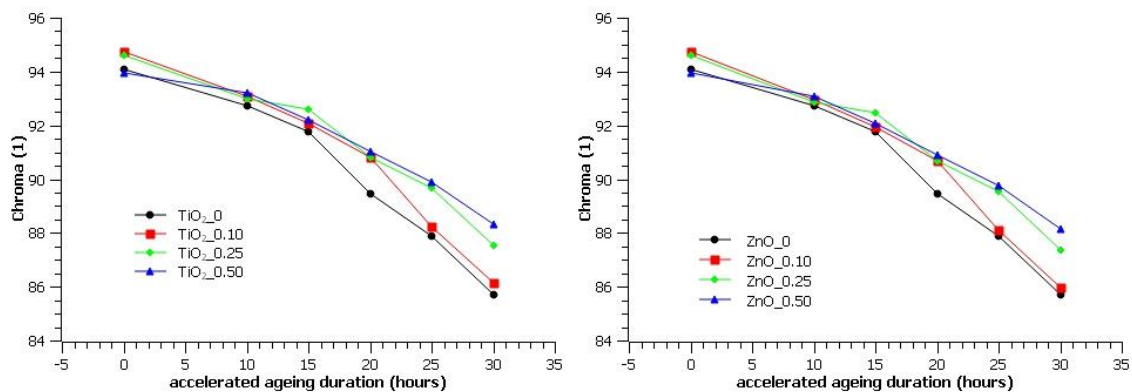 96
94
92
90
88
86
84
Chroma (1)
TiO₂_0
TiO₂_0.10
TiO₂_0.25
TiO₂_0.50
-5 0 5 10 15 20 25 30 35
accelerated ageing duration (hours)
96
94
92
90
88
86
84
Chroma (1)
ZnO_0
ZnO_0.10
ZnO_0.25
ZnO_0.50
-5 0 5 10 15 20 25 30 35
accelerated ageing duration (hours)